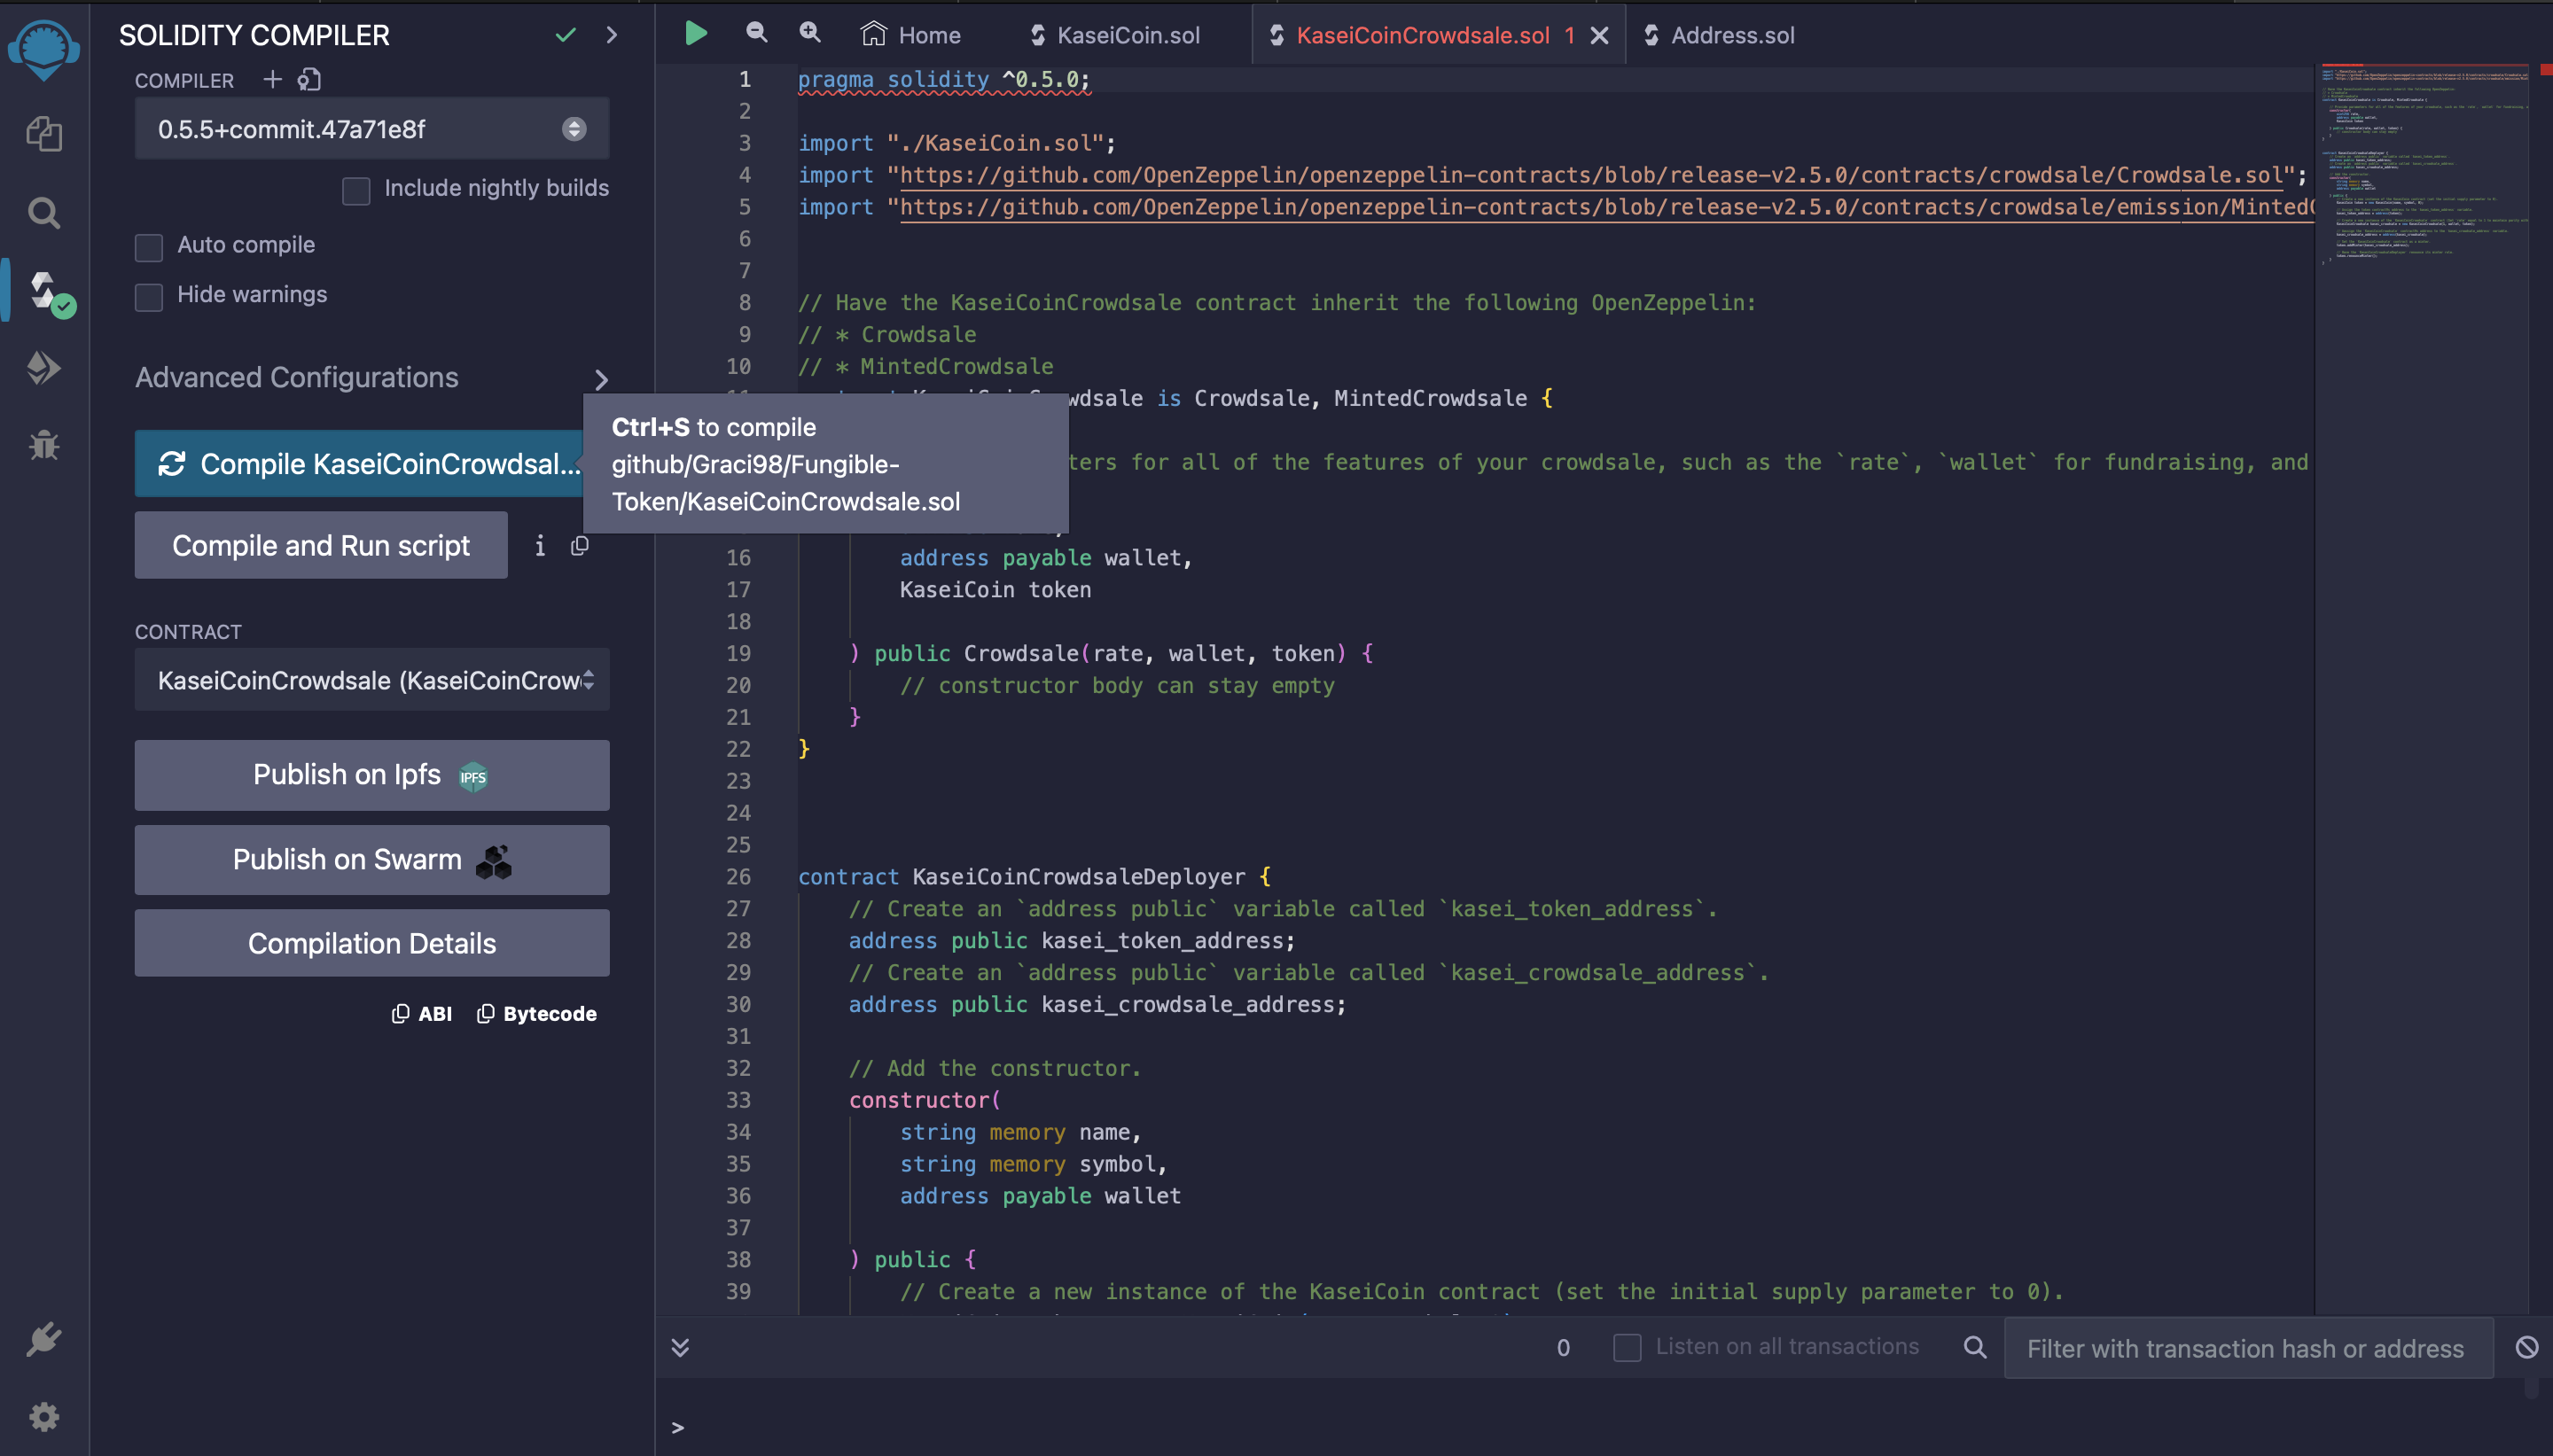 SOLIDITY COMPILER
COMPILER
0.5.5+commit.47a71e8f
Include nightly builds
Auto compile
Hide warnings
Advanced Configurations
Compile KaseiCoinCrowdsal...
Ctrl+S to compile
github/Graci98/Fungible-
Token/KaseiCoinCrowdsale.sol
Compile and Run script
CONTRACT
KaseiCoinCrowdsale (KaseiCoinCrow
Publish on Ipfs IPFS
Publish on Swarm
Compilation Details
ABI Bytecode
Home KaseiCoin.sol KaseiCoinCrowdsale.sol 1 Address.sol
1 pragma solidity ^0.5.0;
2
3 import "./KaseiCoin.sol";
4 import "https://github.com/OpenZeppelin/openzeppelin-contracts/blob/release-v2.5.0/contracts/crowdsale/Crowdsale.sol";
5 import "https://github.com/OpenZeppelin/openzeppelin-contracts/blob/release-v2.5.0/contracts/crowdsale/emission/Minted
6
7
8 // Have the KaseiCoinCrowdsale contract inherit the following OpenZeppelin:
9 // * Crowdsale
10 // * MintedCrowdsale
wdsale is Crowdsale, MintedCrowdsale {
ters for all of the features of your crowdsale, such as the `rate`, `wallet` for fundraising, and
16 address payable wallet,
17 KaseiCoin token
18
19 ) public Crowdsale(rate, wallet, token) {
20 // constructor body can stay empty
21 }
22 }
23
24
25
26 contract KaseiCoinCrowdsaleDeployer {
27 // Create an `address public` variable called `kasei_token_address`.
28 address public kasei_token_address;
29 // Create an `address public` variable called `kasei_crowdsale_address`.
30 address public kasei_crowdsale_address;
31
32 // Add the constructor.
33 constructor(
34 string memory name,
35 string memory symbol,
36 address payable wallet
37
38 ) public {
39 // Create a new instance of the KaseiCoin contract (set the initial supply parameter to 0).
0 Listen on all transactions Filter with transaction hash or address
>